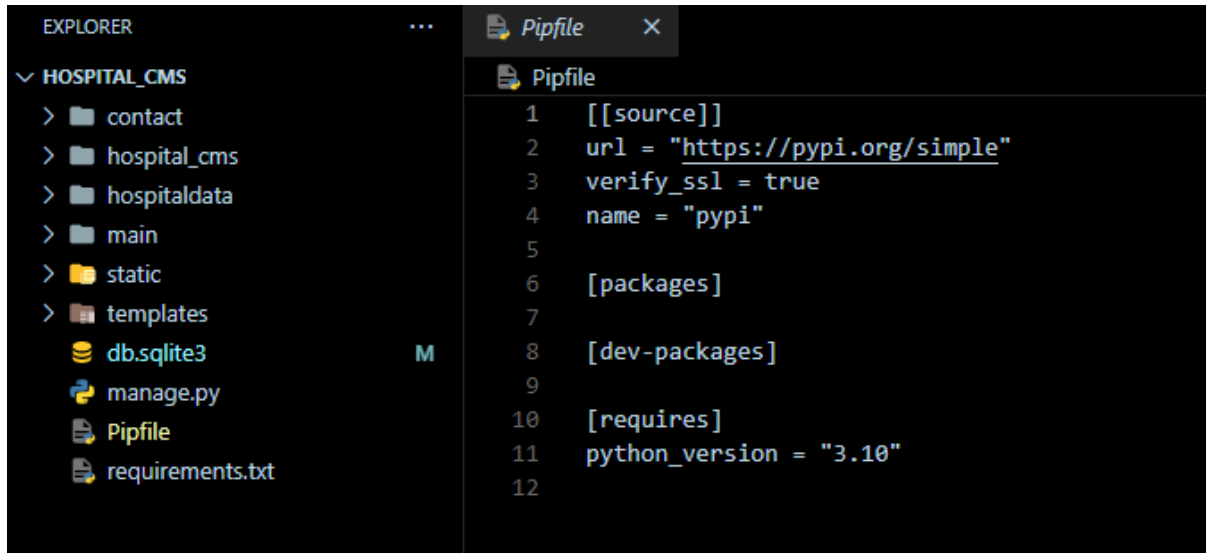 EXPLORER
HOSPITAL_CMS
contact
hospital_cms
hospitaldata
main
static
templates
db.sqlite3 M
manage.py
Pipfile
requirements.txt
Pipfile
Pipfile
1 [[source]]
2 url = "https://pypi.org/simple"
3 verify_ssl = true
4 name = "pypi"
5
6 [packages]
7
8 [dev-packages]
9
10 [requires]
11 python_version = "3.10"
12